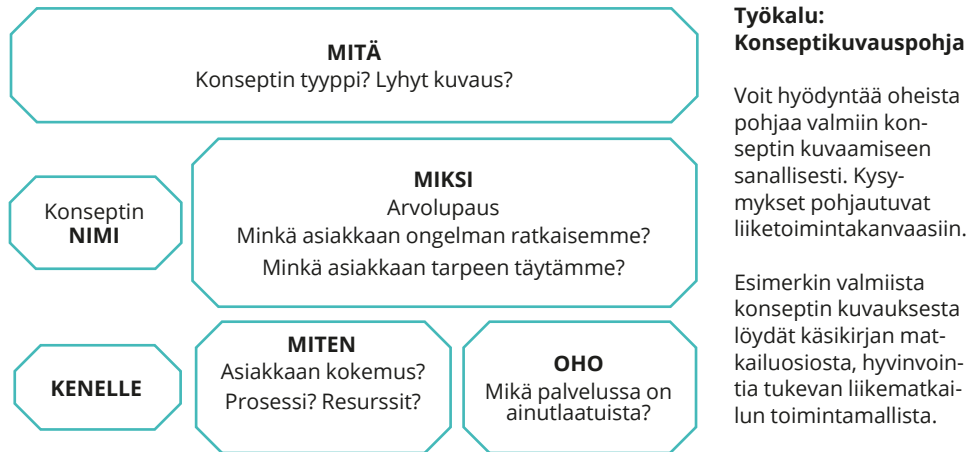 MITÄ
Konseptin tyyppi? Lyhyt kuvaus?
Konseptin
NIMI
MIKSI
Arvolupaus
Minkä asiakkaan ongelman ratkaisemme?
Minkä asiakkaan tarpeen täytämme?
KENELLE
MITEN
Asiakkaan kokemus?
Prosessi? Resurssit?
OHO
Mikä palvelussa on
ainutlaatuista?
Työkalu:
Konseptikuvauspohja
Voit hyödyntää oheista
pohjaa valmiin kon-
septin kuvaamiseen
sanallisesti. Kysy-
mykset pohjautuvat
liiketoimintakanvaasiin.
Esimerkin valmiista
konseptin kuvauksesta
löydät käsikirjan mat-
kailuosiosta, hyvinvoin-
tia tukevan liikematkai-
lun toimintamallista.